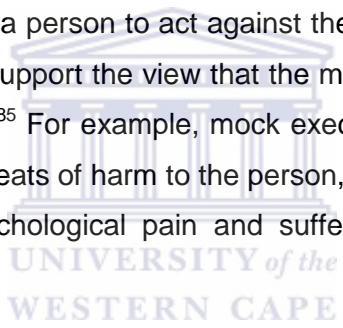 a person to act against the
upport the view that the m
35 For example, mock exec
eats of harm to the person,
chological pain and suffe
UNIVERSITY of the
WESTERN CAPE